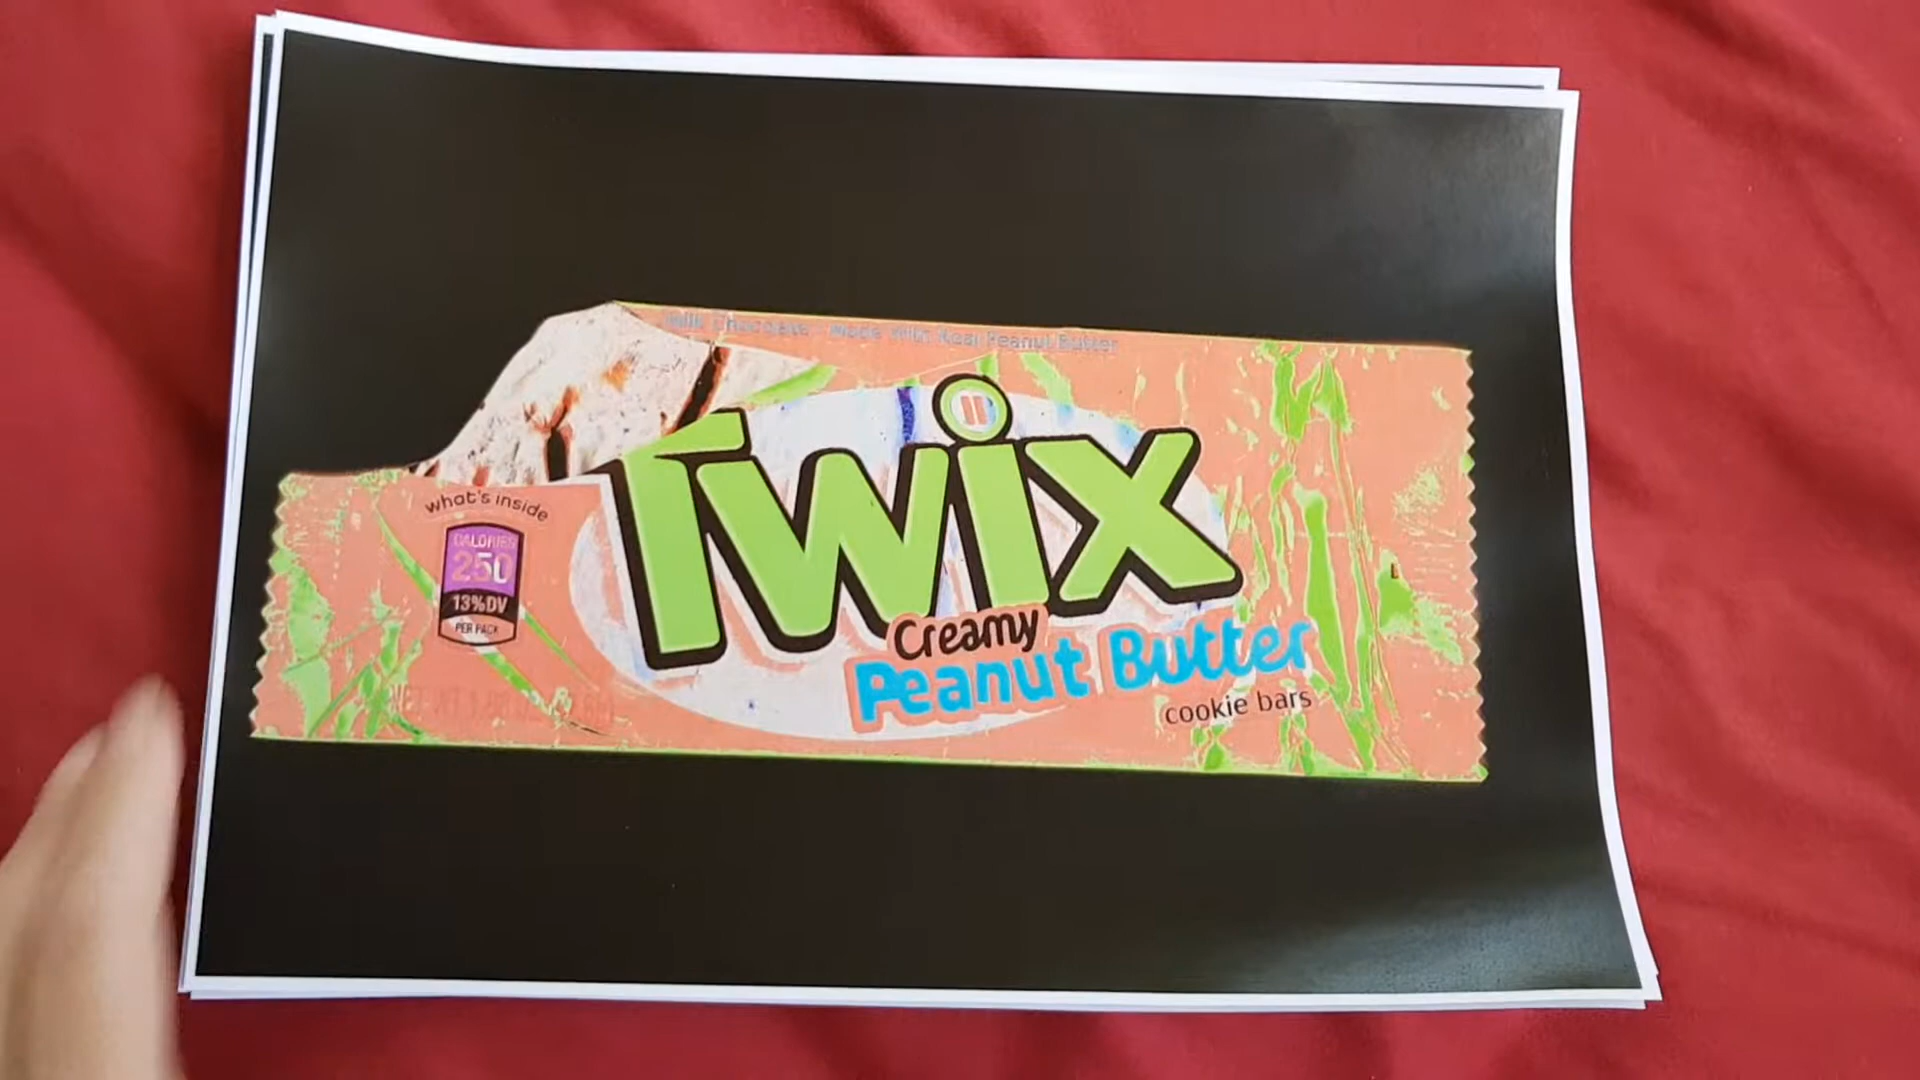 Milk Chocolate - Made With Real Peanut Butter
what's inside
CALORIES
250
13%DV
PER PACK
Twix
Creamy
Peanut Butter
cookie bars